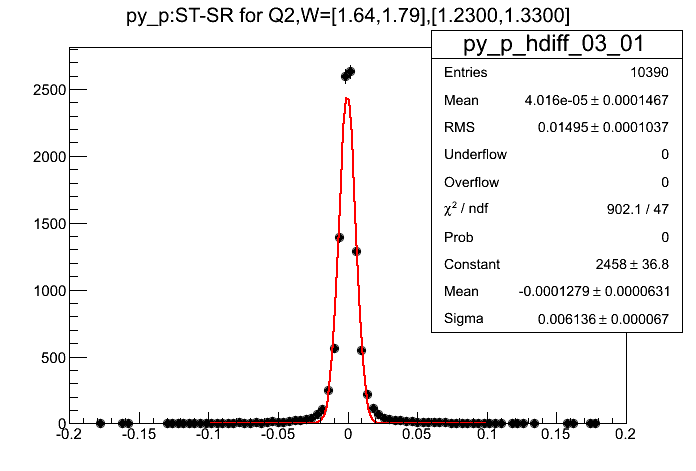 py_p:ST-SR for Q2,W=[1.64,1.79],[1.2300,1.3300]
py_p_hdiff_03_01
Entries 10390
Mean 4.016e-05 ± 0.0001467
RMS 0.01495 ± 0.0001037
Underflow 0
Overflow 0
χ² / ndf 902.1 / 47
Prob 0
Constant 2458 ± 36.8
Mean -0.0001279 ± 0.0000631
Sigma 0.006136 ± 0.000067
2500
2000
1500
1000
500
0
-0.2 -0.15 -0.1 -0.05 0 0.05 0.1 0.15 0.2